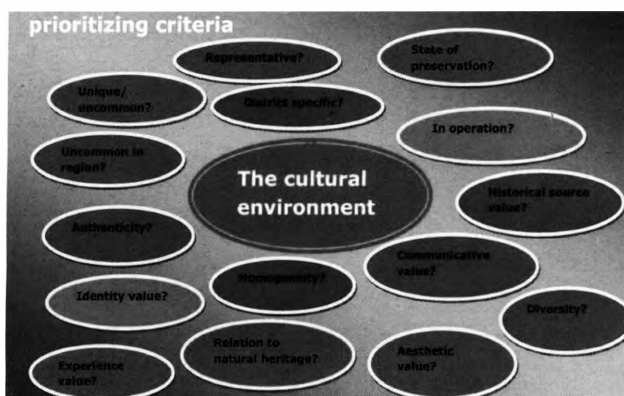 prioritizing criteria
Representative?
State of
preservation?
Unique/
uncommon?
District specific?
In operation?
Uncommon in
region?
The cultural
environment
Historical source
value?
Authenticity?
Communicative
value?
Homogeneity?
Identity value?
Diversity?
Relation to
natural heritage?
Aesthetic
value?
Experience
value?